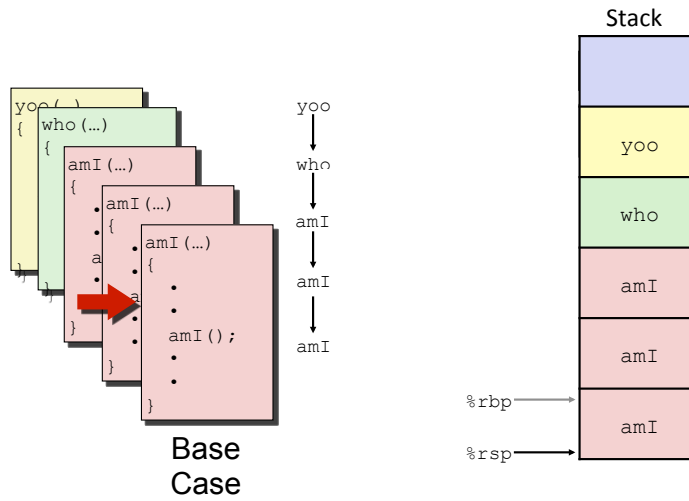 Stack
yoo(…)
{
}
who(…)
{
}
amI(…)
{
•
•
a
•
}
amI(…)
{
•
•
a
•
•
}
amI(…)
{
•
•
amI();
•
•
}
Base
Case
yoo
who
amI
amI
amI
yoo
who
amI
amI
amI
%rbp
%rsp